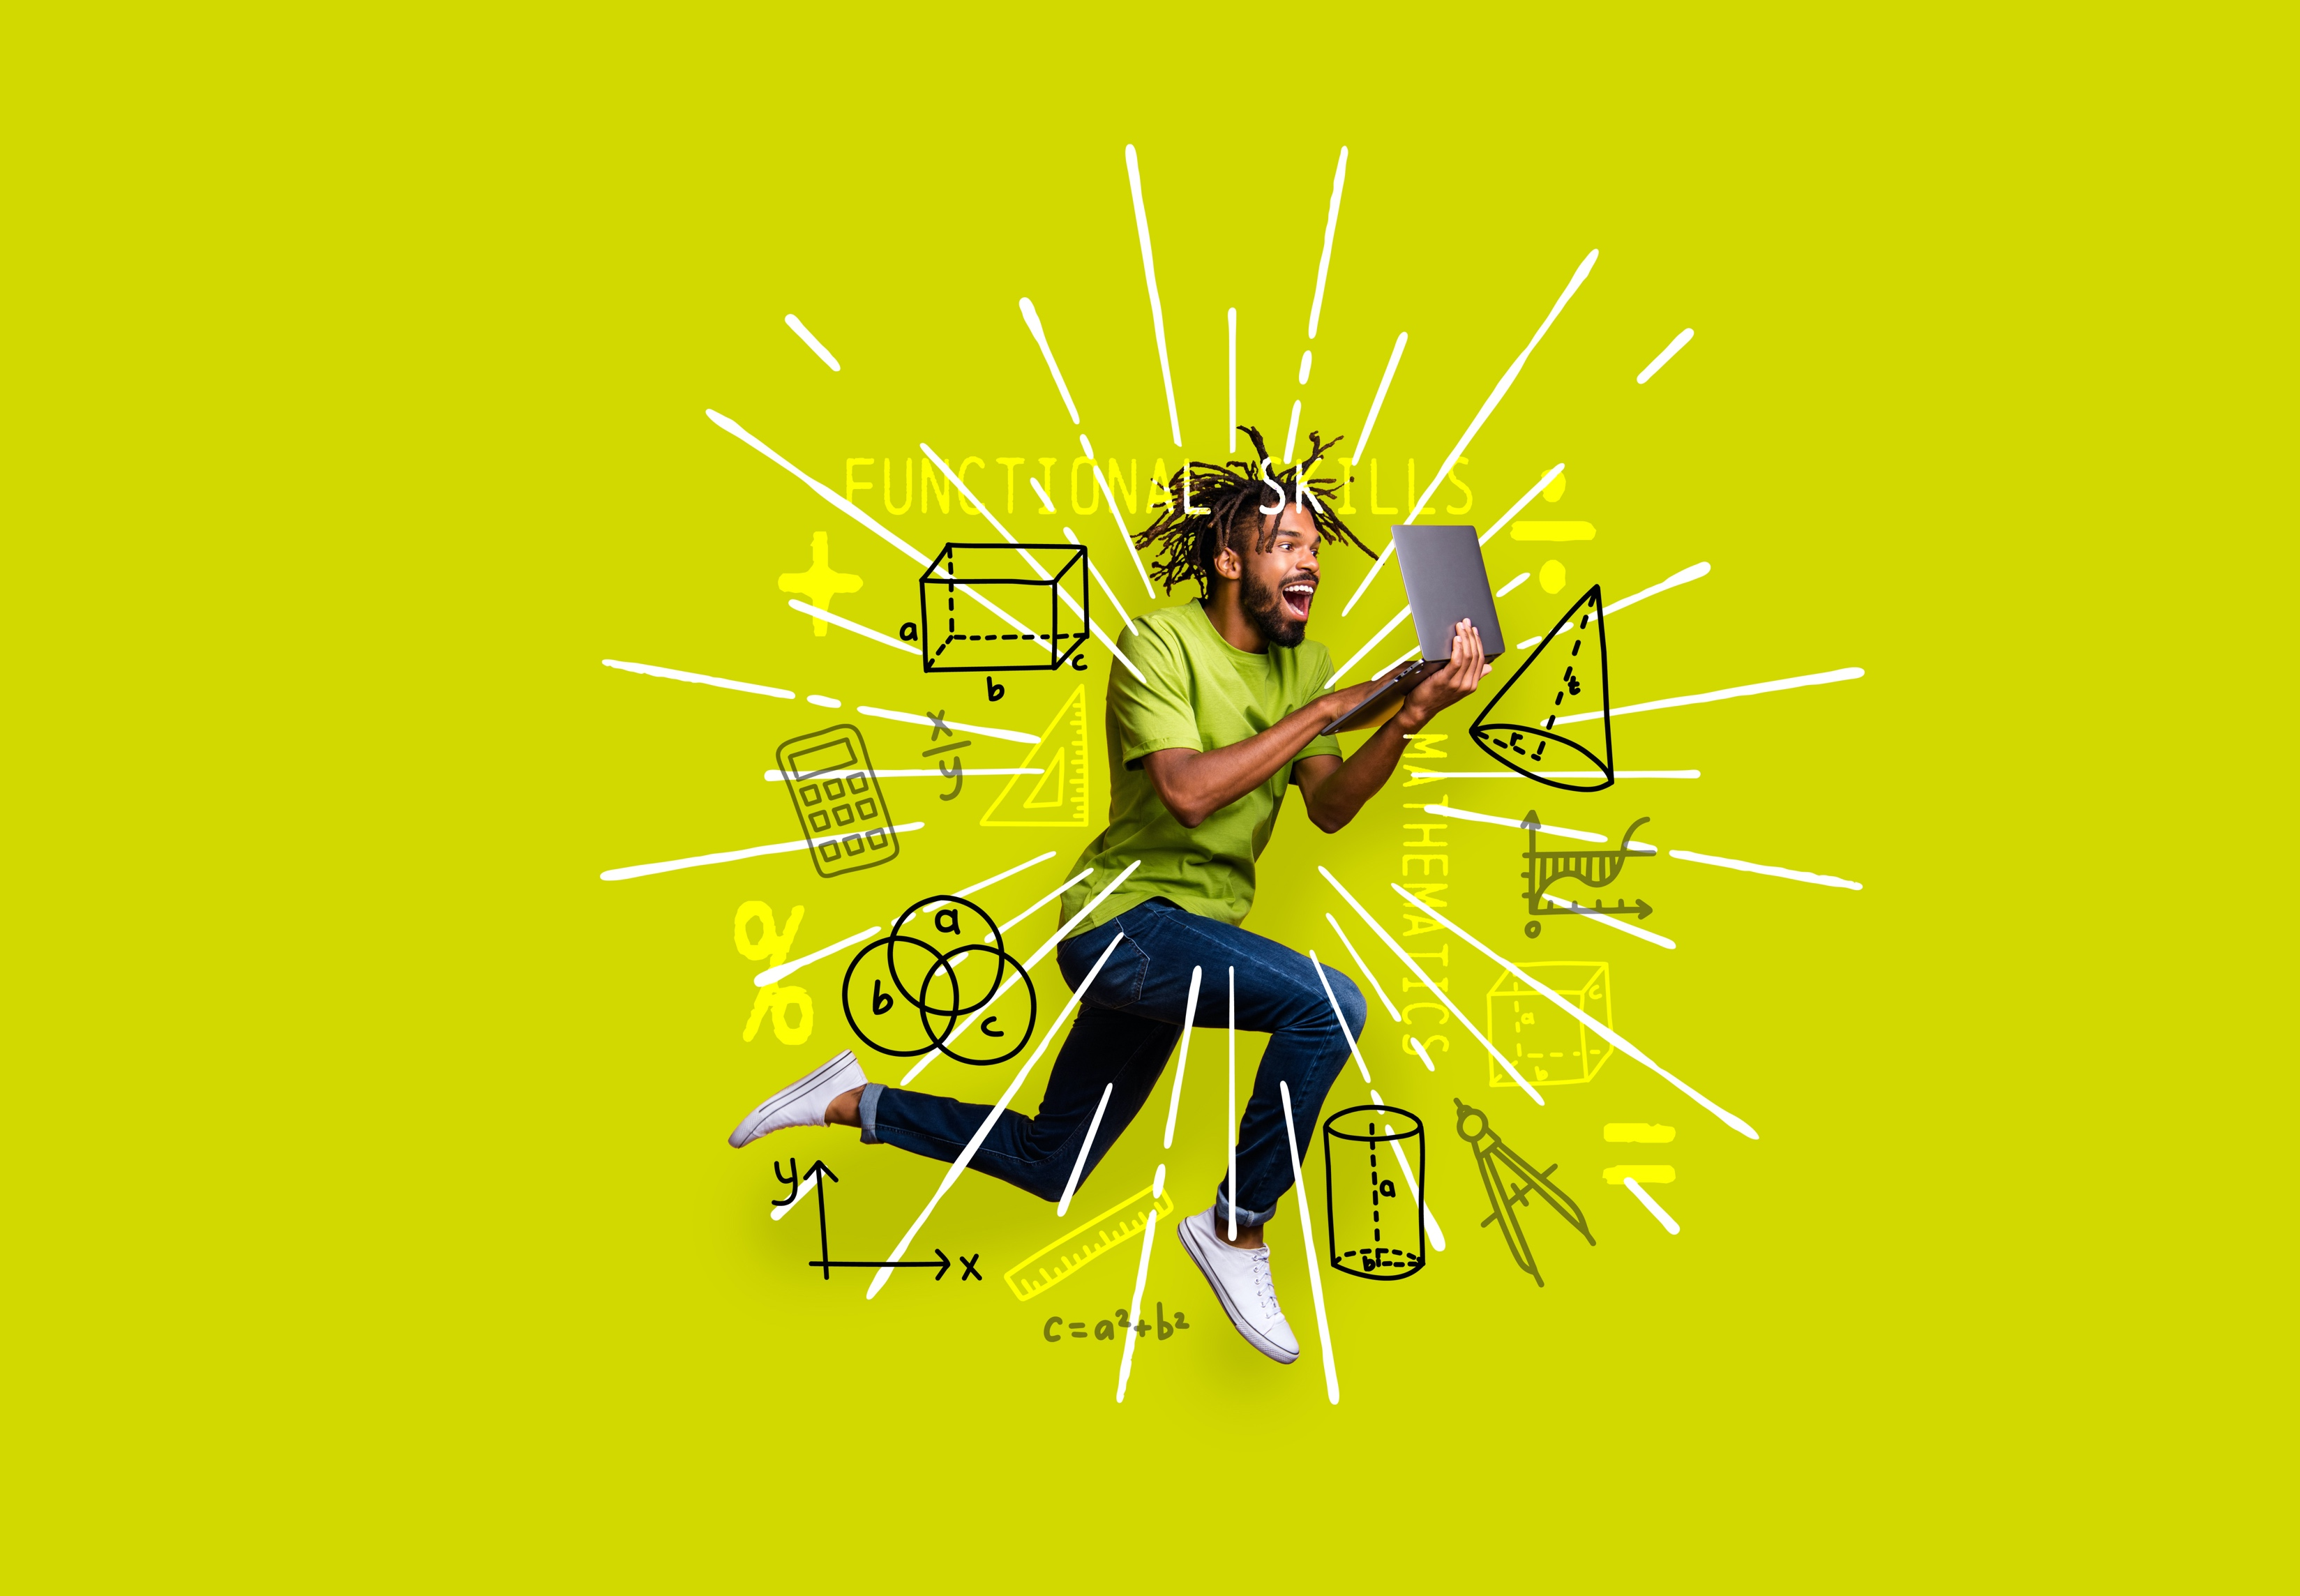 FUNCTIONAL SKILLS
+
÷
a
b
c
t
r
x
y
MATHEMATICS
a
b
c
%
o
a
b
c
=
y
x
a
b
c=a²+b²